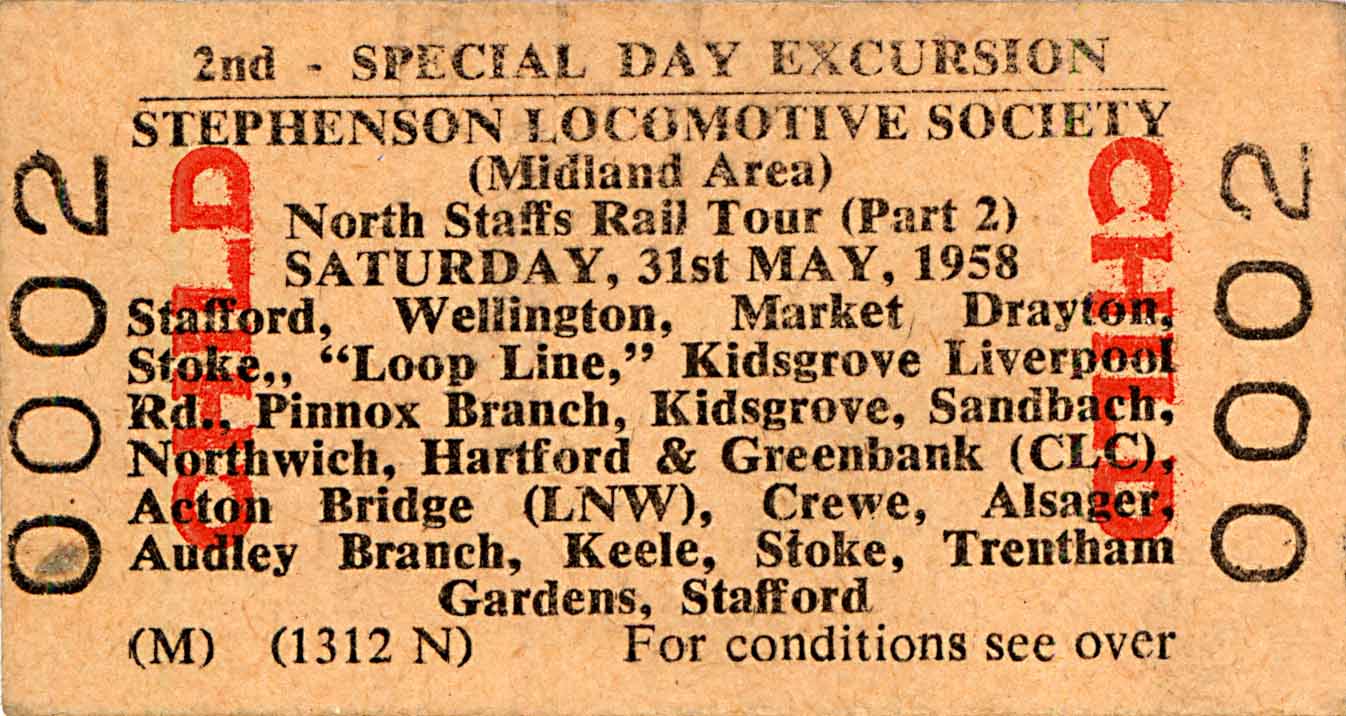 2nd - SPECIAL DAY EXCURSION
STEPHENSON LOCOMOTIVE SOCIETY
(Midland Area)
North Staffs Rail Tour (Part 2)
SATURDAY, 31st MAY, 1958
Stafford, Wellington, Market Drayton,
Stoke,, “Loop Line,” Kidsgrove Liverpool
Rd., Pinnox Branch, Kidsgrove, Sandbach,
Northwich, Hartford & Greenbank (CLC),
Acton Bridge (LNW), Crewe, Alsager,
Audley Branch, Keele, Stoke, Trentham
Gardens, Stafford
(M) (1312 N) For conditions see over
0002
CHILD
CHILD
0002